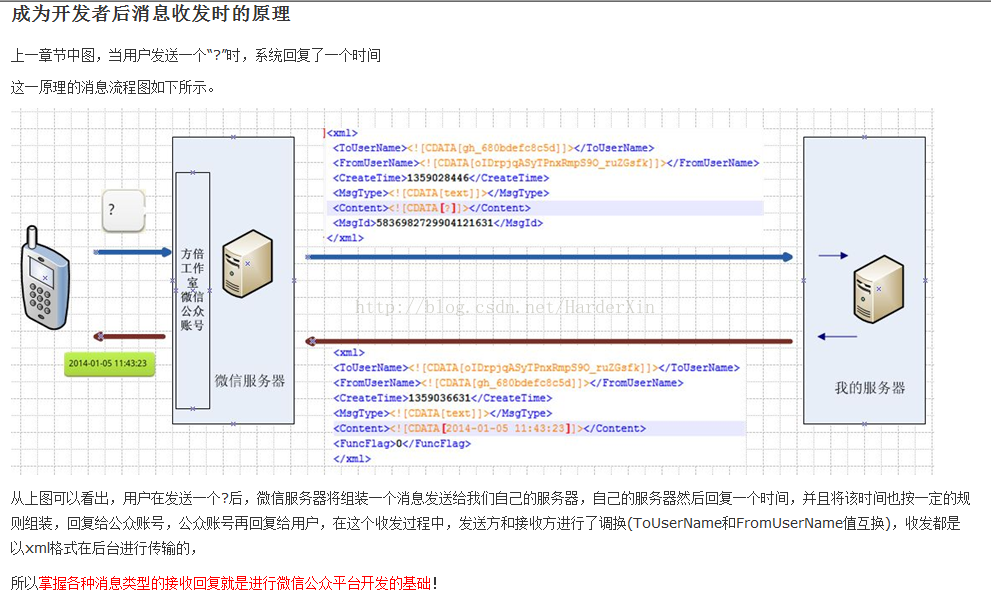 成为开发者后消息收发时的原理
上一章节中图，当用户发送一个“?”时，系统回复了一个时间
这一原理的消息流程图如下所示。
?
方倍
工作
室
微信
公众
账号
微信服务器
]<xml>
<ToUserName><![CDATA[gh_680bdefc8c5d]]></ToUserName>
<FromUserName><![CDATA[oIDrpjqASyTPnxRmpS9O_ruZGsfk]]></FromUserName>
<CreateTime>1359028446</CreateTime>
<MsgType><![CDATA[text]]></MsgType>
<Content><![CDATA[?]]></Content>
<MsgId>5836982729904121631</MsgId>
</xml>
http://blog.csdn.net/HarderXin
2014-01-05 11:43:23
<xml>
<ToUserName><![CDATA[oIDrpjqASyTPnxRmpS9O_ruZGsfk]]></ToUserName>
<FromUserName><![CDATA[gh_680bdefc8c5d]]></FromUserName>
<CreateTime>1359036631</CreateTime>
<MsgType><![CDATA[text]]></MsgType>
<Content><![CDATA[2014-01-05 11:43:23]]></Content>
<FuncFlag>0</FuncFlag>
</xml>
我的服务器
从上图可以看出，用户在发送一个?后，微信服务器将组装一个消息发送给我们自己的服务器，自己的服务器然后回复一个时间，并且将该时间也按一定的规
则组装，回复给公众账号，公众账号再回复给用户，在这个收发过程中，发送方和接收方进行了调换(ToUserName和FromUserName值互换)，收发都是
以xml格式在后台进行传输的，
所以掌握各种消息类型的接收回复就是进行微信公众平台开发的基础！